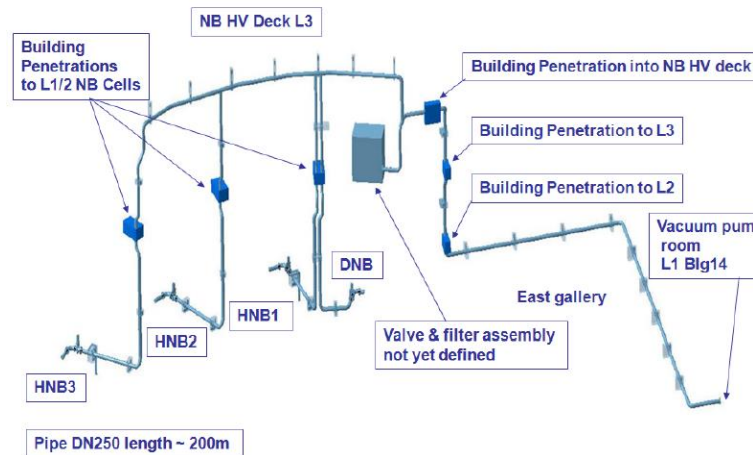 NB HV Deck L3
Building
Penetrations
to L1/2 NB Cells
Building Penetration into NB HV deck
Building Penetration to L3
Building Penetration to L2
Vacuum pum
room
L1 Blg14
East gallery
DNB
HNB1
HNB2
HNB3
Valve & filter assembly
not yet defined
Pipe DN250 length ~ 200m